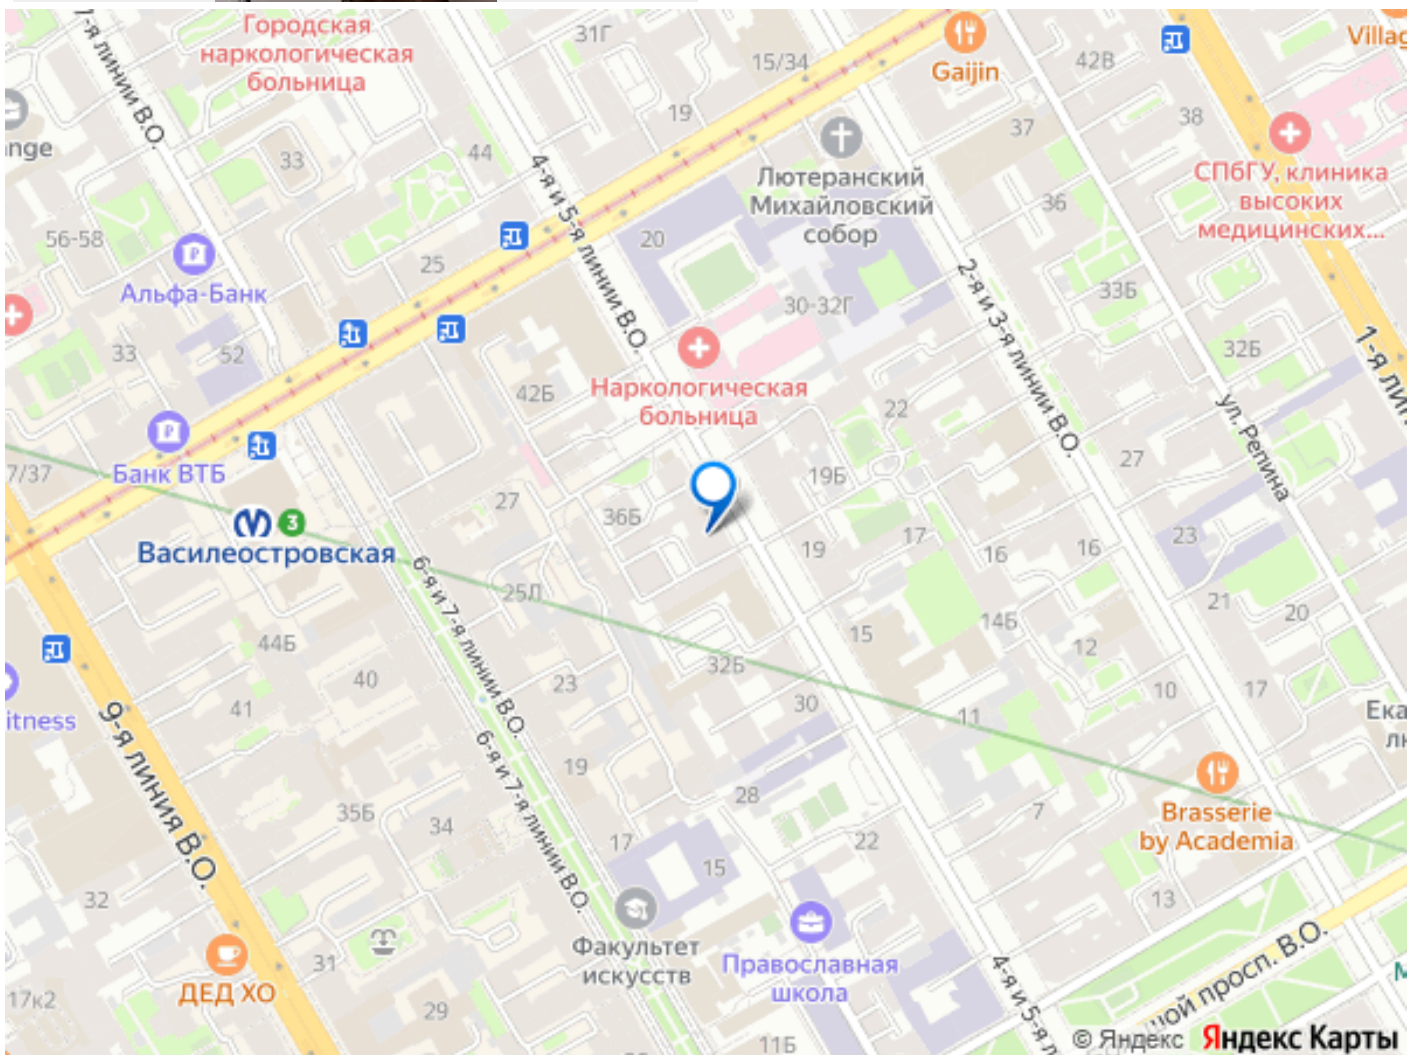 Городская
наркологическая
больница
31Г
15/34
Gaijin
42В
Villag
7-я линии В.О.
nge
33
44
19
37
38
4-я и 5-я линии В.О.
Лютеранский
Михайловский
собор
СПбГУ, клиника
высоких
медицинских...
56-58
Альфа-Банк
25
20
36
2-я и 3-я линии В.О.
33Б
30-32Г
33
52
42Б
Наркологическая
больница
22
32Б
1-я лин
ул. Репина
7/37
Банк ВТБ
27
36Б
19Б
27
3
Василеостровская
19
17
16
16
23
6-я и 7-я линии В.О.
25Л
44Б
15
14Б
12
21
20
itness
41
40
23
32Б
30
11
10
17
Ека
ли
9-я линия В.О.
6-я и 7-я линии В.О.
19
28
35Б
34
17
15
22
7
Brasserie
by Academia
32
13
Факультет
искусств
Православная
школа
31
ДЕД ХО
17к2
29
11Б
4-я и 5-я л
ой просп. В.О.
М
© Яндекс Яндекс Карты